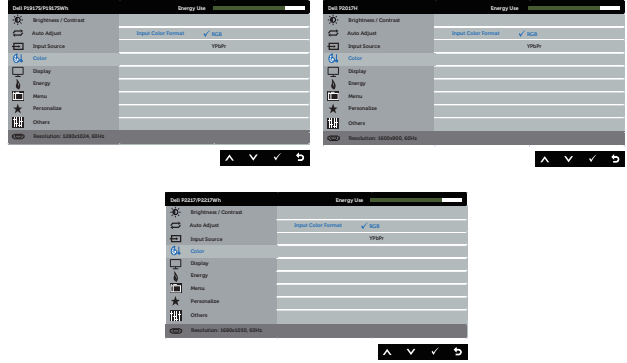 Dell P1917S/P1917SWh Energy Use
Brightness / Contrast
Auto Adjust Input Color Format ✓ RGB
Input Source YPbPr
Color
Display
Energy
Menu
Personalize
Others
Resolution: 1280x1024, 60Hz
Dell P2017H Energy Use
Brightness / Contrast
Auto Adjust Input Color Format ✓ RGB
Input Source YPbPr
Color
Display
Energy
Menu
Personalize
Others
Resolution: 1600x900, 60Hz
Dell P2217/P2217Wh Energy Use
Brightness / Contrast
Auto Adjust Input Color Format ✓ RGB
Input Source YPbPr
Color
Display
Energy
Menu
Personalize
Others
Resolution: 1680x1050, 60Hz